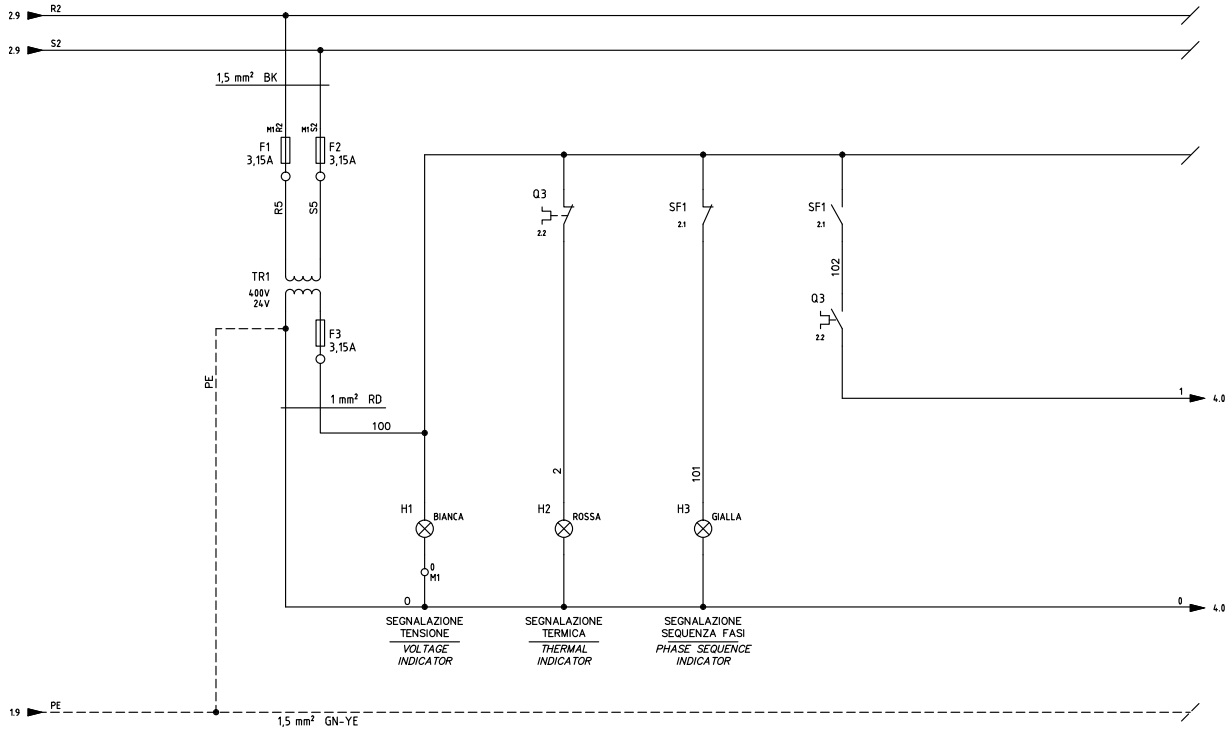 2.9 R2
2.9 S2
1,5 mm² BK
M1 R2
M1 S2
F1
3,15A
F2
3,15A
R5
S5
Q3
2.2
SF1
2.1
SF1
2.1
102
TR1
400V
24V
Q3
2.2
F3
3,15A
PE
1 mm² RD
1 4.0
100
2
101
H1 BIANCA
H2 ROSSA
H3 GIALLA
0
M1
0
0 4.0
SEGNALAZIONE
TENSIONE
VOLTAGE
INDICATOR
SEGNALAZIONE
TERMICA
THERMAL
INDICATOR
SEGNALAZIONE
SEQUENZA FASI
PHASE SEQUENCE
INDICATOR
1.9 PE
1,5 mm² GN-YE